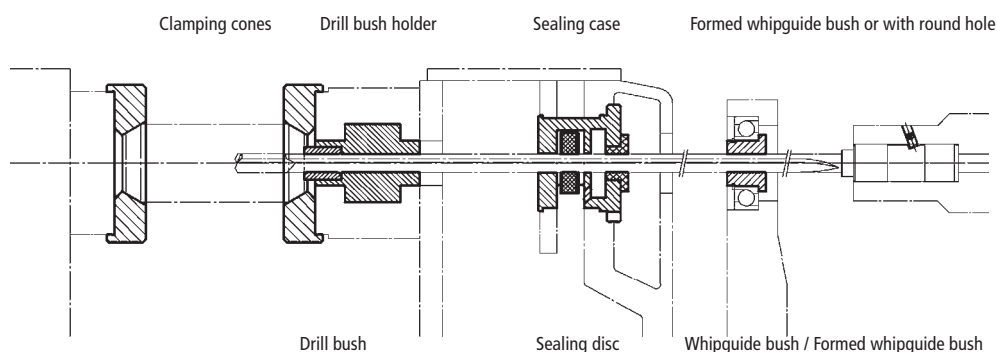 Clamping cones Drill bush holder Sealing case Formed whipguide bush or with round hole
Drill bush Sealing disc Whipguide bush / Formed whipguide bush